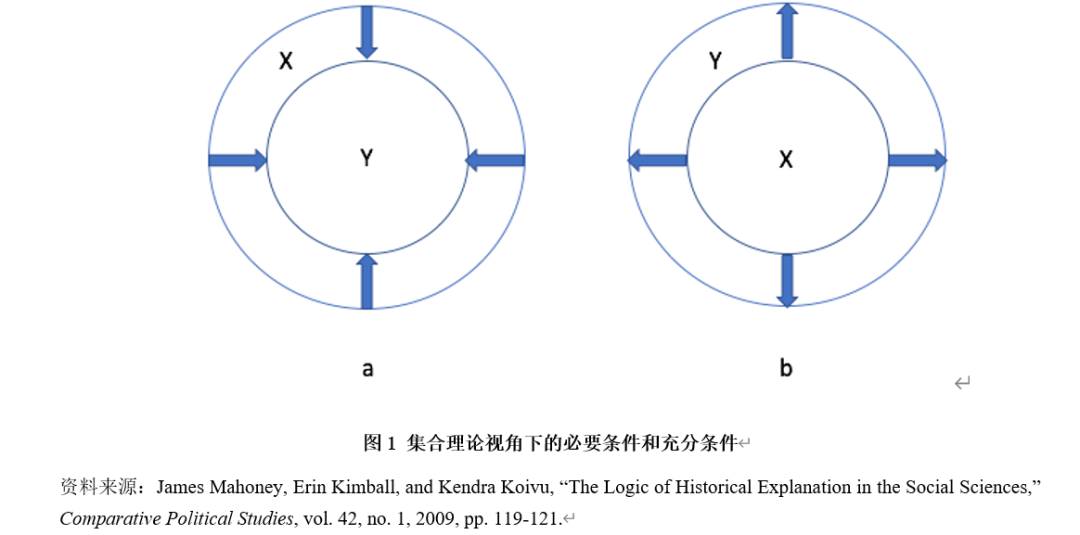 X
Y
Y
X
a
b
图 1 集合理论视角下的必要条件和充分条件
资料来源：James Mahoney, Erin Kimball, and Kendra Koivu, “The Logic of Historical Explanation in the Social Sciences,”
Comparative Political Studies, vol. 42, no. 1, 2009, pp. 119-121.